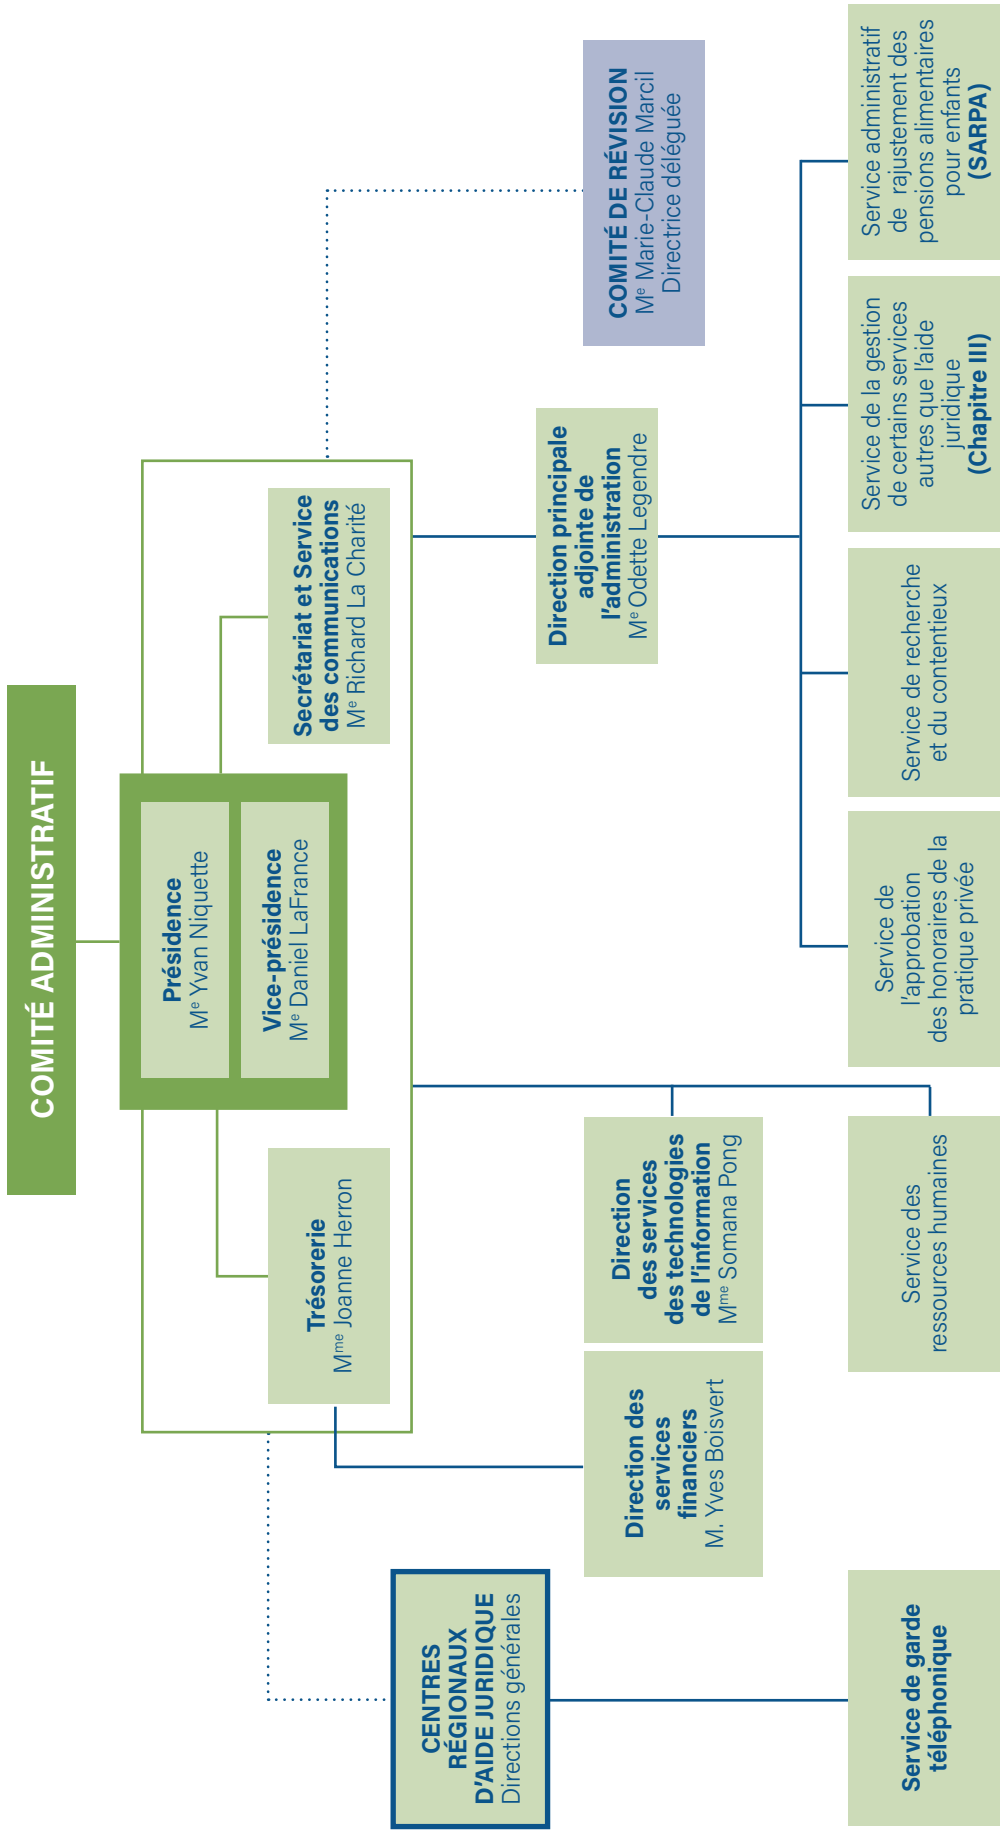 COMITÉ ADMINISTRATIF
Présidence
Mᵉ Yvan Niquette
Vice-présidence
Mᵉ Daniel LaFrance
Trésorerie
Mᵐᵉ Joanne Herron
Secrétariat et Service
des communications
Mᵉ Richard La Charité
CENTRES
RÉGIONAUX
D'AIDE JURIDIQUE
Directions générales
Direction des
services
financiers
M. Yves Boisvert
Direction
des services
des technologies
de l'information
Mᵐᵉ Somana Pong
Direction principale
adjointe de
l'administration
Mᵉ Odette Legendre
COMITÉ DE RÉVISION
Mᵉ Marie-Claude Marcil
Directrice déléguée
Service de garde
téléphonique
Service des
ressources humaines
Service de
l'approbation
des honoraires de la
pratique privée
Service de recherche
et du contentieux
Service de la gestion
de certains services
autres que l'aide
juridique
(Chapitre III)
Service administratif
de rajustement des
pensions alimentaires
pour enfants
(SARPA)